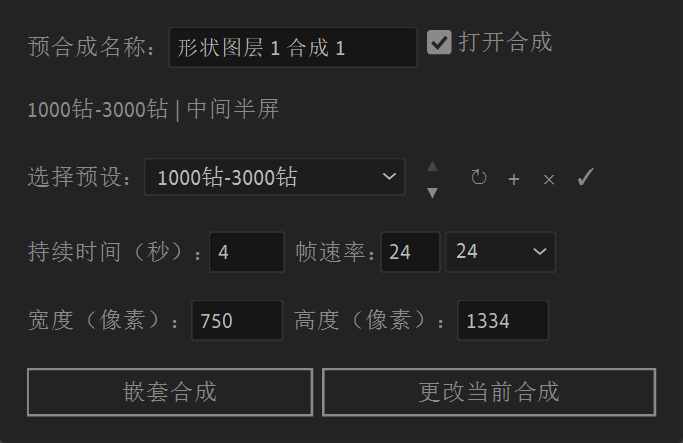 预合成名称： 形状图层 1 合成 1 打开合成
1000钻-3000钻 | 中间半屏
选择预设： 1000钻-3000钻
持续时间（秒）： 4 帧速率： 24 24
宽度（像素）： 750 高度（像素）： 1334
嵌套合成 更改当前合成